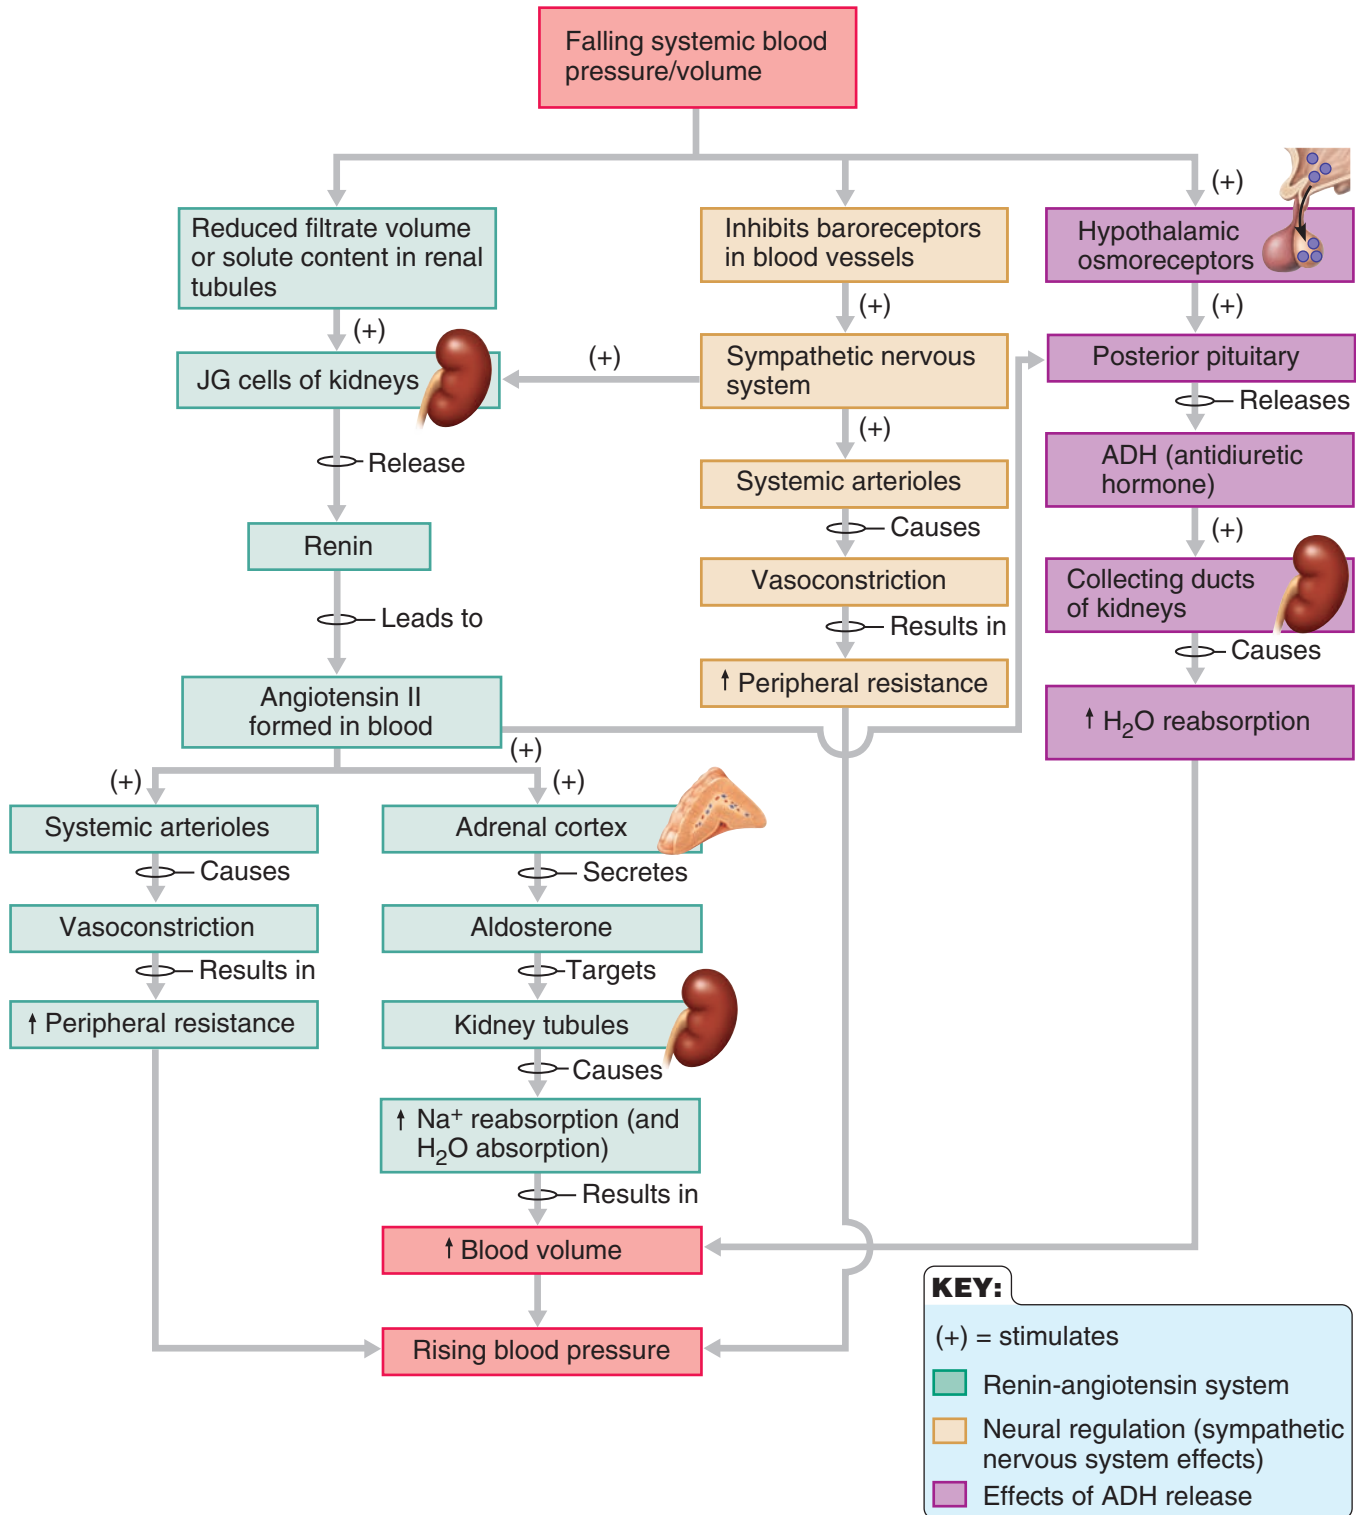 Falling systemic blood
pressure/volume
Reduced filtrate volume
or solute content in renal
tubules
(+)
JG cells of kidneys
Release
Renin
Leads to
Angiotensin II
formed in blood
(+)
(+)
(+)
Systemic arterioles
Causes
Vasoconstriction
Results in
↑ Peripheral resistance
Adrenal cortex
Secretes
Aldosterone
Targets
Kidney tubules
Causes
↑ Na⁺ reabsorption (and
H₂O absorption)
Results in
↑ Blood volume
Rising blood pressure
Inhibits baroreceptors
in blood vessels
(+)
Sympathetic nervous
system
(+)
(+)
Systemic arterioles
Causes
Vasoconstriction
Results in
↑ Peripheral resistance
(+)
Hypothalamic
osmoreceptors
(+)
Posterior pituitary
Releases
ADH (antidiuretic
hormone)
(+)
Collecting ducts
of kidneys
Causes
↑ H₂O reabsorption
KEY:
(+) = stimulates
Renin-angiotensin system
Neural regulation (sympathetic
nervous system effects)
Effects of ADH release